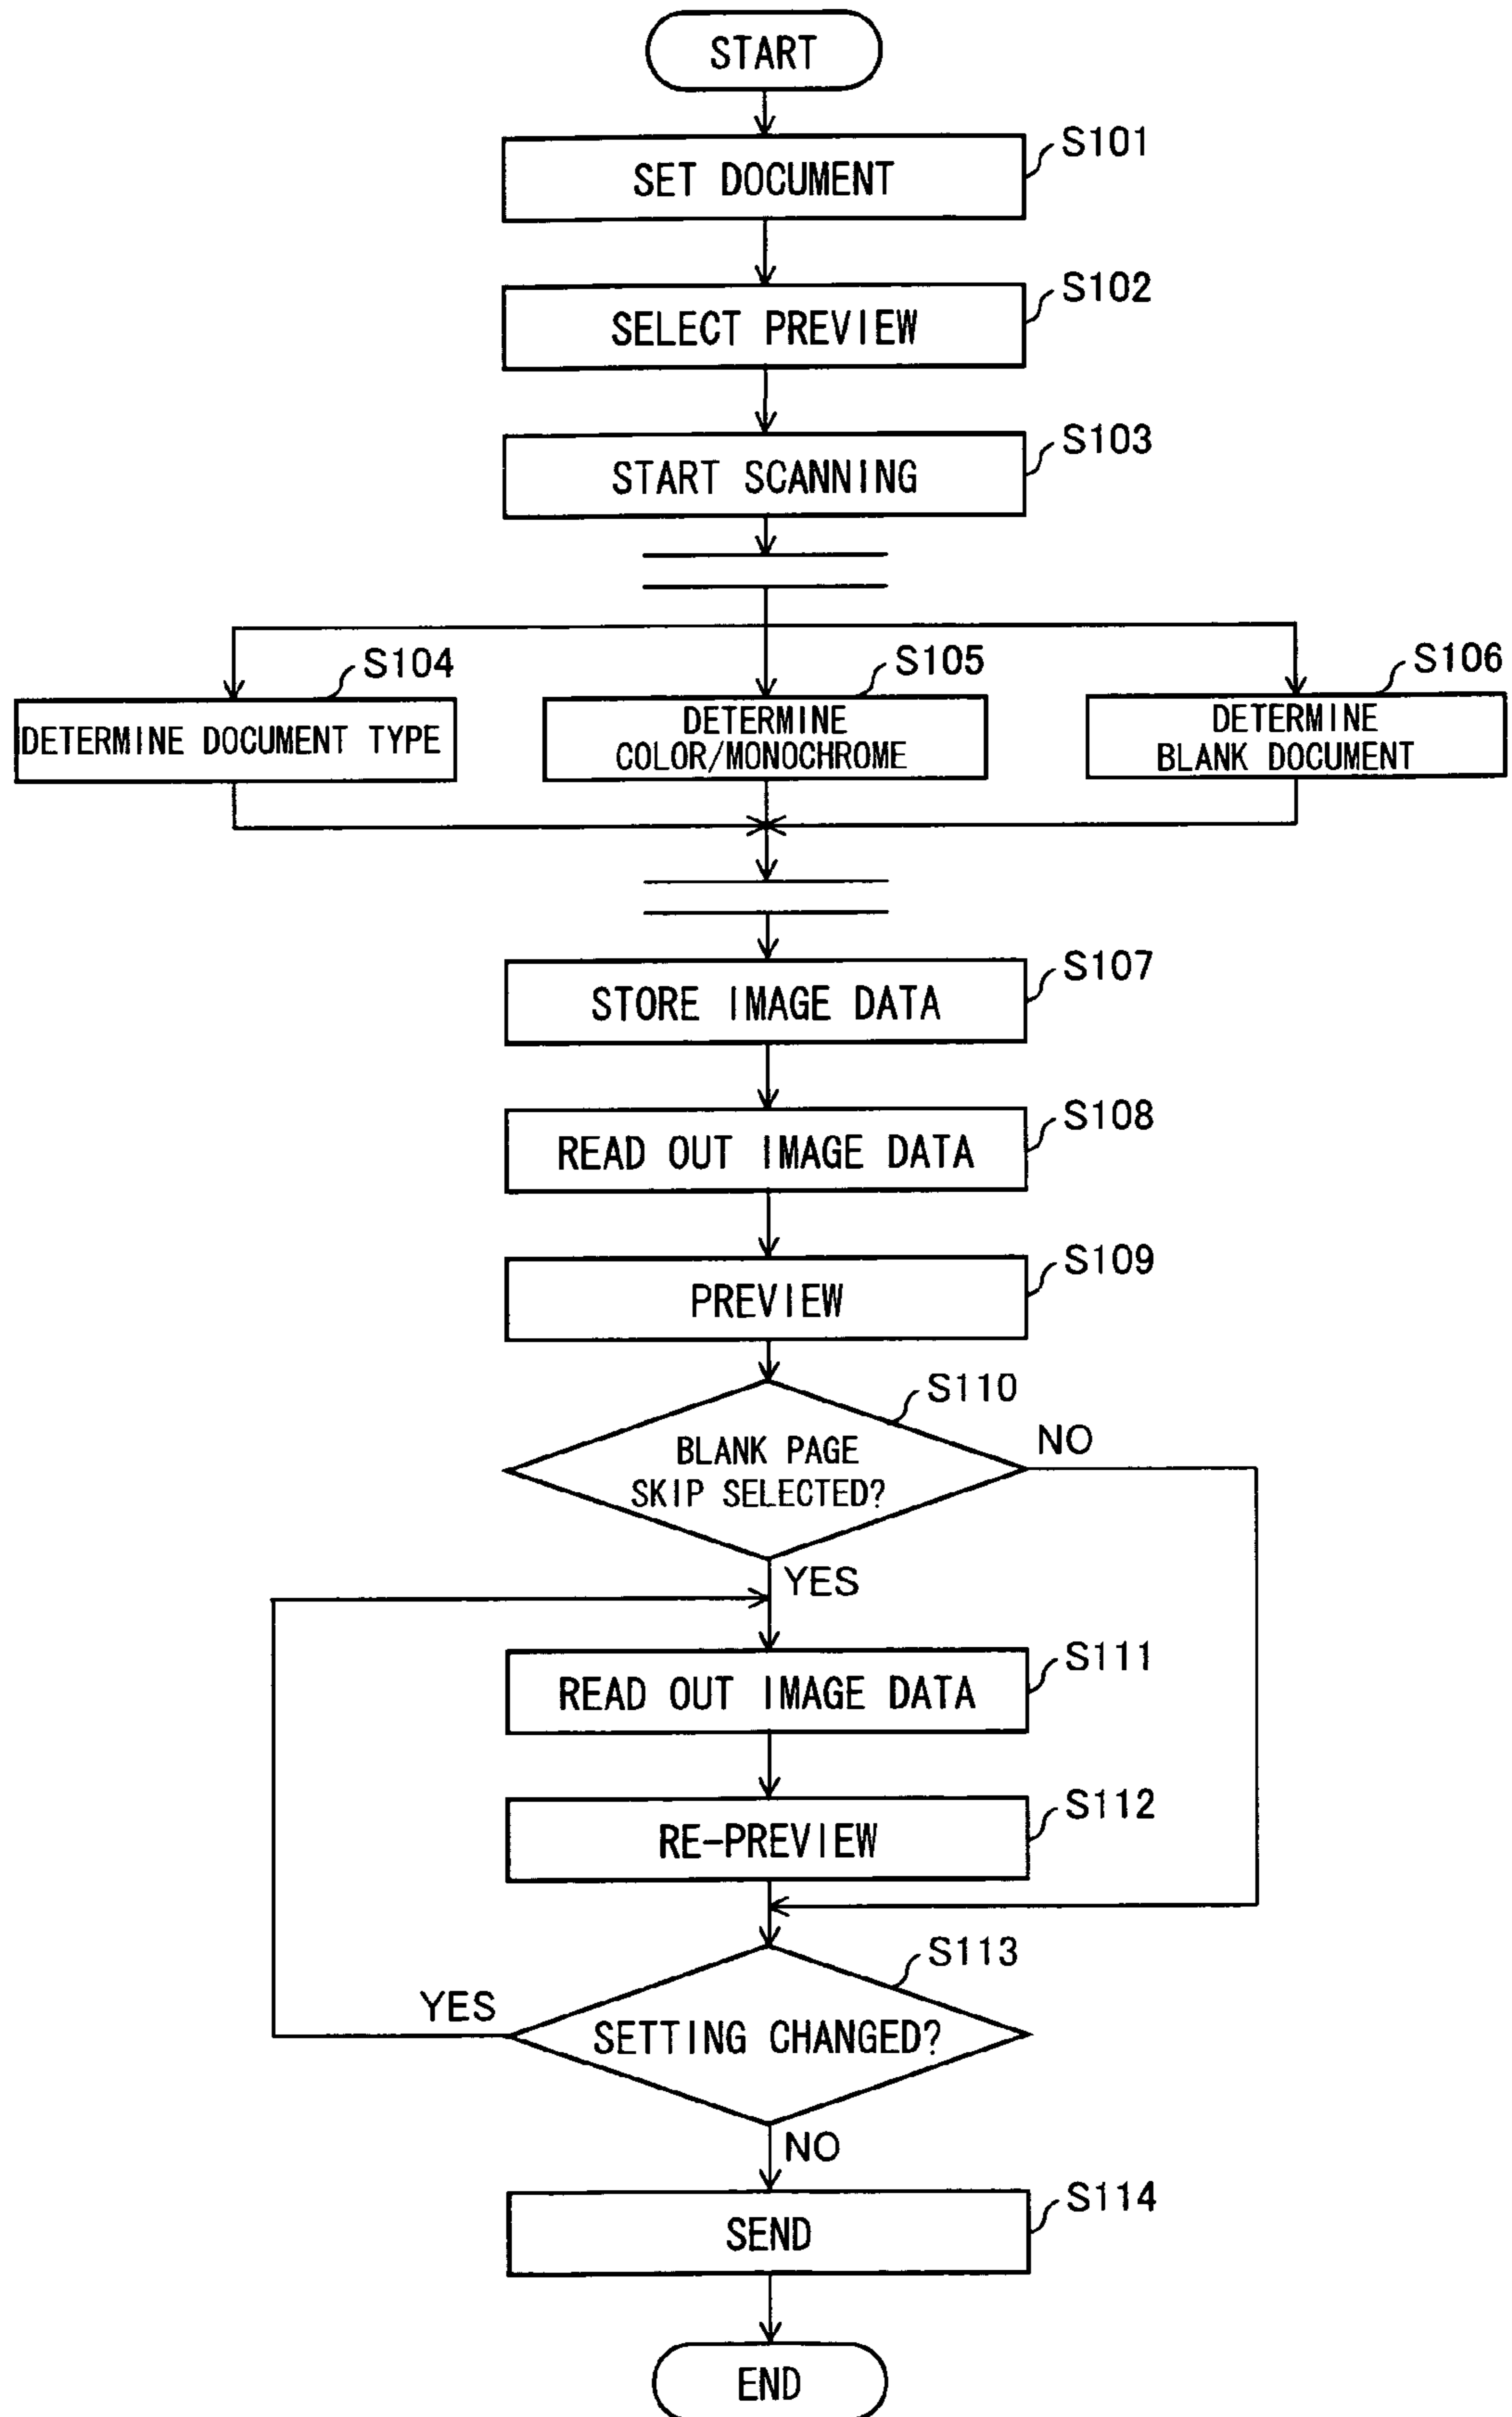 START
S101
SET DOCUMENT
S102
SELECT PREVIEW
S103
START SCANNING
S104
DETERMINE DOCUMENT TYPE
S105
DETERMINE
COLOR/MONOCHROME
S106
DETERMINE
BLANK DOCUMENT
S107
STORE IMAGE DATA
S108
READ OUT IMAGE DATA
S109
PREVIEW
S110
BLANK PAGE
SKIP SELECTED?
NO
YES
S111
READ OUT IMAGE DATA
S112
RE-PREVIEW
S113
YES
SETTING CHANGED?
NO
S114
SEND
END